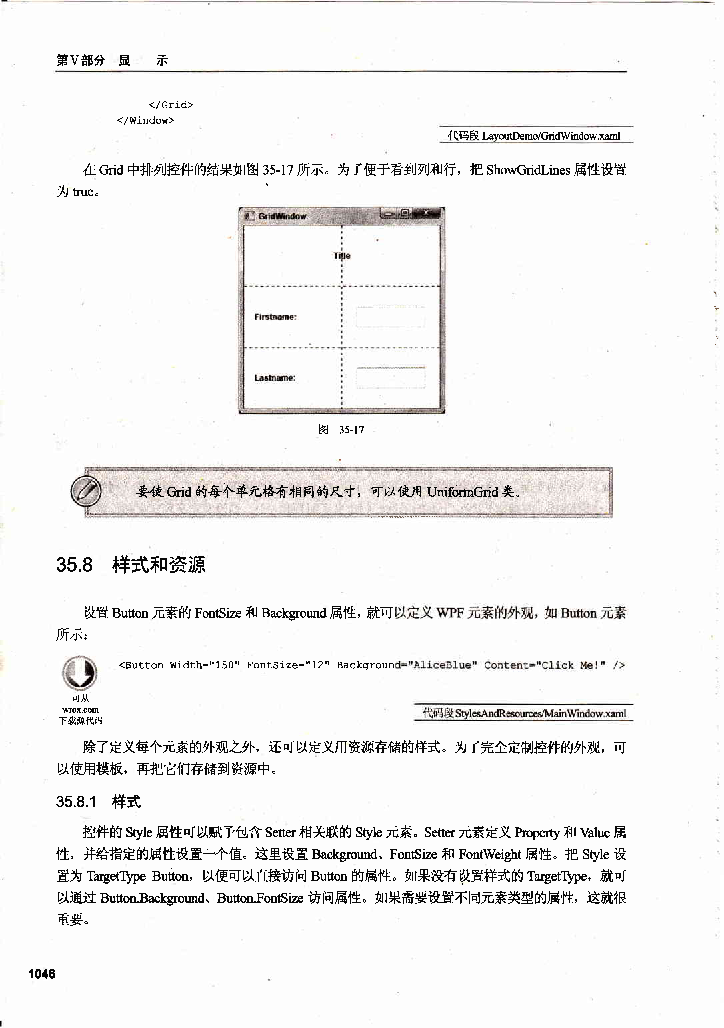 第V部分 显 示
</Grid>
</Window>
代码段 LayoutDemo/GridWindow.xaml
在 Grid 中排列控件的结果如图 35-17 所示。为了便于看到列和行，把 ShowGridLines 属性设置
为 true。
GridWindow
Title
Firstname:
Lastname:
图 35-17
要使 Grid 的每个单元格有相同的尺寸，可以使用 UniformGrid 类.
35.8 样式和资源
设置 Button 元素的 FontSize 和 Background 属性，就可以定义 WPF 元素的外观，如 Button 元素
所示：
<Button Width="150" FontSize="12" Background="AliceBlue" Content="Click Me!" />
可从
wrox.com
下载源代码
代码段 StylesAndResources/MainWindow.xaml
除了定义每个元素的外观之外，还可以定义用资源存储的样式。为了完全定制控件的外观，可
以使用模板，再把它们存储到资源中。
35.8.1 样式
控件的 Style 属性可以赋予包含 Setter 相关联的 Style 元素。Setter 元素定义 Property 和 Value 属
性，并给指定的属性设置一个值。这里设置 Background、FontSize 和 FontWeight 属性。把 Style 设
置为 TargetType Button，以便可以直接访问 Button 的属性。如果没有设置样式的 TargetType，就可
以通过 Button.Background、Button.FontSize 访问属性。如果需要设置不同元素类型的属性，这就很
重要。
1046